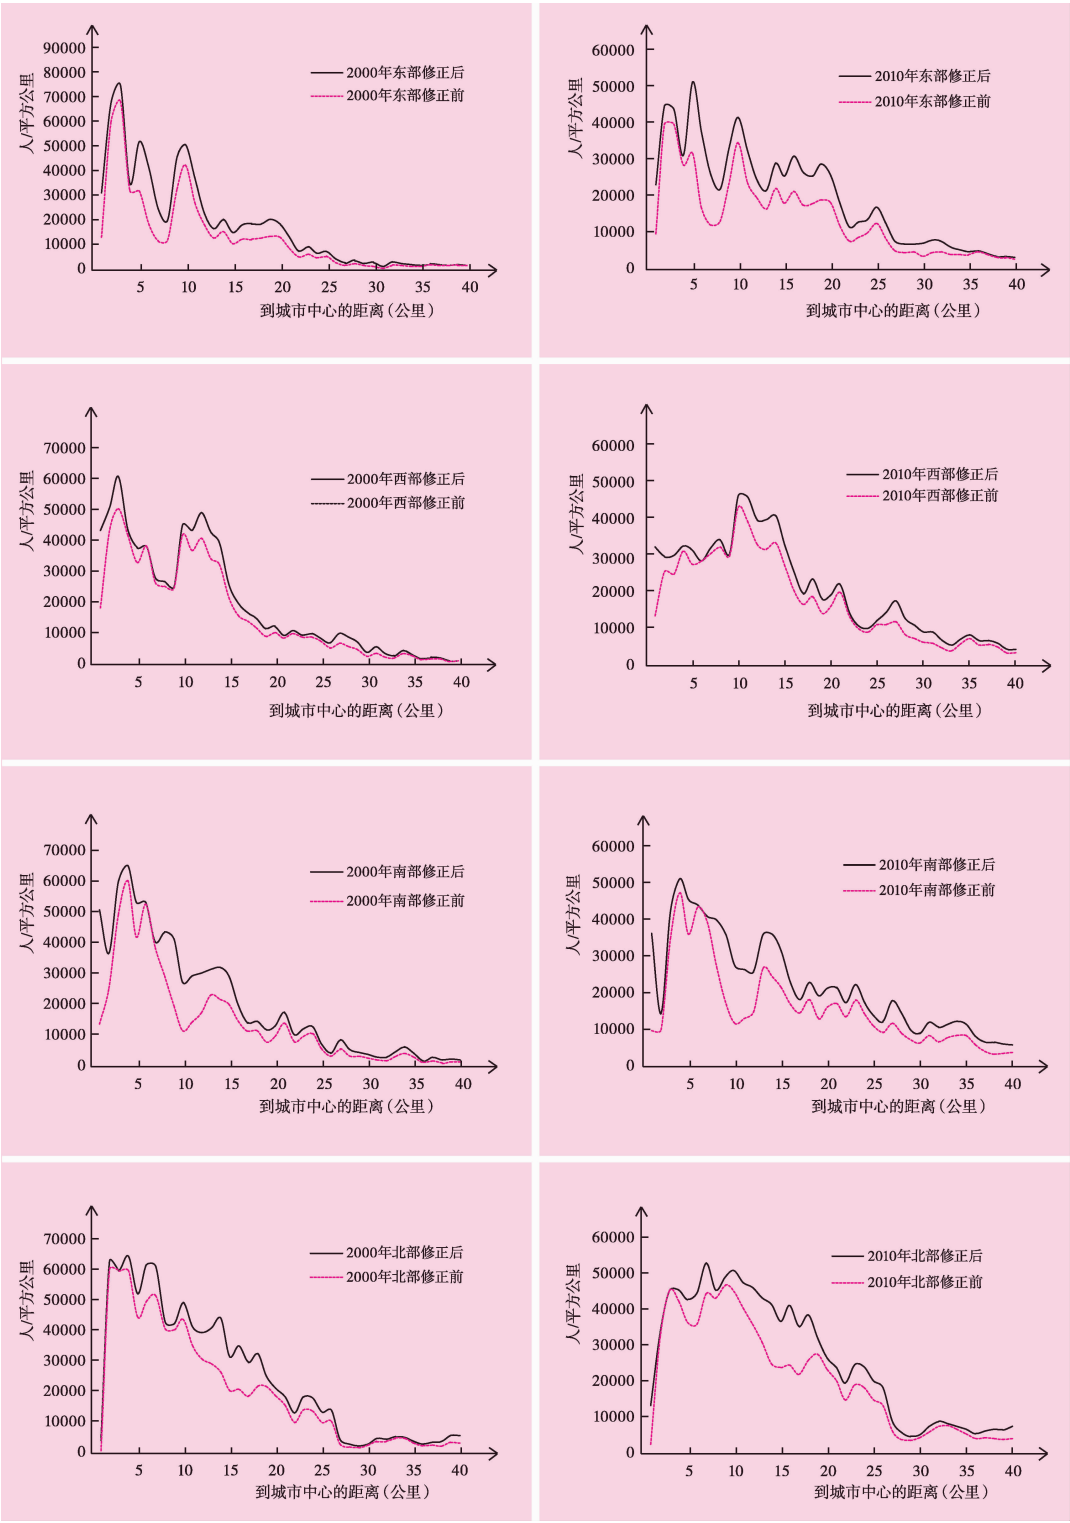 90000
80000
70000
60000
50000
40000
30000
20000
10000
0
人/平方公里
2000年东部修正后
2000年东部修正前
5 10 15 20 25 30 35 40
到城市中心的距离(公里)
60000
50000
40000
30000
20000
10000
0
人/平方公里
2010年东部修正后
2010年东部修正前
5 10 15 20 25 30 35 40
到城市中心的距离(公里)
70000
60000
50000
40000
30000
20000
10000
0
人/平方公里
2000年西部修正后
2000年西部修正前
5 10 15 20 25 30 35 40
到城市中心的距离(公里)
60000
50000
40000
30000
20000
10000
0
人/平方公里
2010年西部修正后
2010年西部修正前
5 10 15 20 25 30 35 40
到城市中心的距离(公里)
70000
60000
50000
40000
30000
20000
10000
0
人/平方公里
2000年南部修正后
2000年南部修正前
5 10 15 20 25 30 35 40
到城市中心的距离(公里)
60000
50000
40000
30000
20000
10000
0
人/平方公里
2010年南部修正后
2010年南部修正前
5 10 15 20 25 30 35 40
到城市中心的距离(公里)
70000
60000
50000
40000
30000
20000
10000
0
人/平方公里
2000年北部修正后
2000年北部修正前
5 10 15 20 25 30 35 40
到城市中心的距离(公里)
60000
50000
40000
30000
20000
10000
0
人/平方公里
2010年北部修正后
2010年北部修正前
5 10 15 20 25 30 35 40
到城市中心的距离(公里)